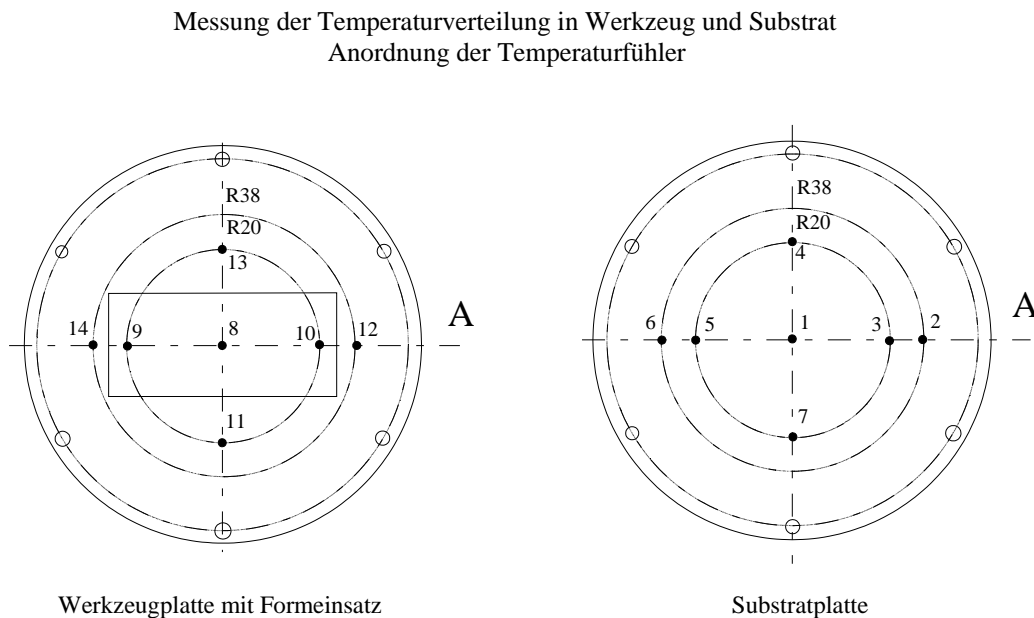 Messung der Temperaturverteilung in Werkzeug und Substrat
Anordnung der Temperaturfühler
R38
R20
13
14
9
8
10
12
A
11
Werkzeugplatte mit Formeinsatz
R38
R20
4
6
5
1
3
2
A
7
Substratplatte